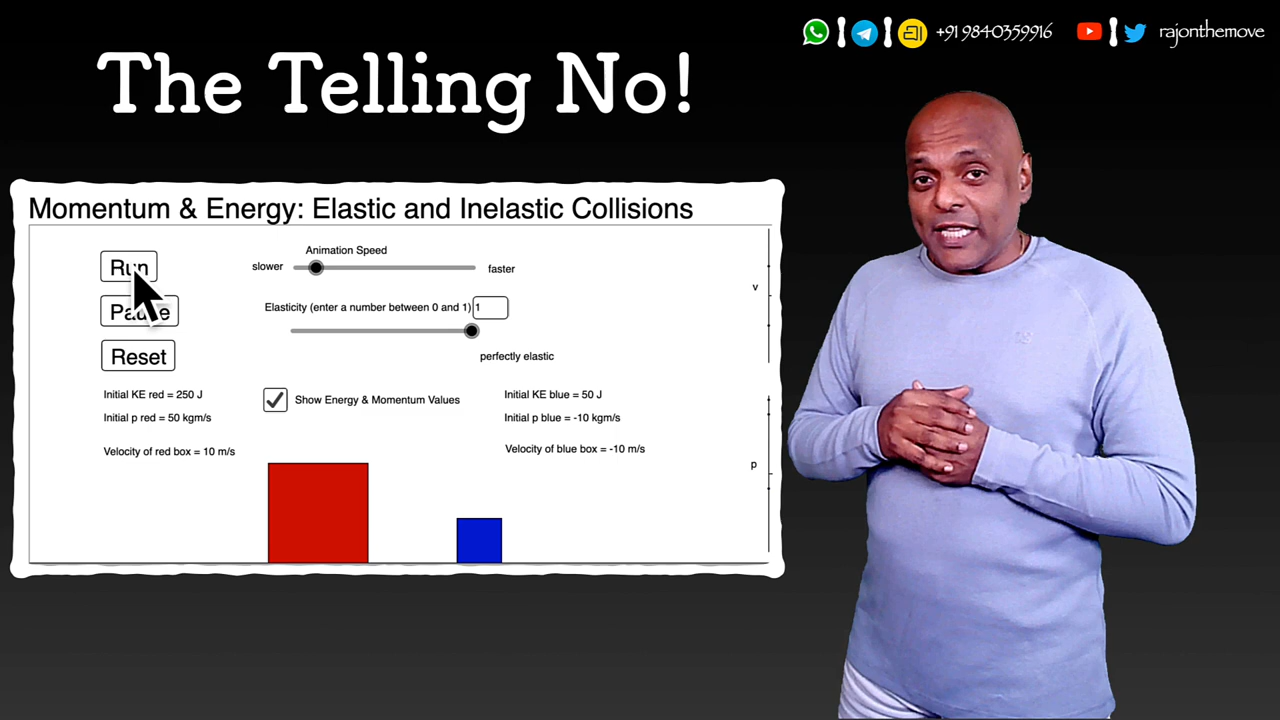 +91 9840359916 rajonthemove
The Telling No!
Momentum & Energy: Elastic and Inelastic Collisions
Run
Animation Speed
slower
faster
Pause
Elasticity (enter a number between 0 and 1) 1
Reset
perfectly elastic
Initial KE red = 250 J
Initial p red = 50 kgm/s
Velocity of red box = 10 m/s
Show Energy & Momentum Values
Initial KE blue = 50 J
Initial p blue = -10 kgm/s
Velocity of blue box = -10 m/s
v
p